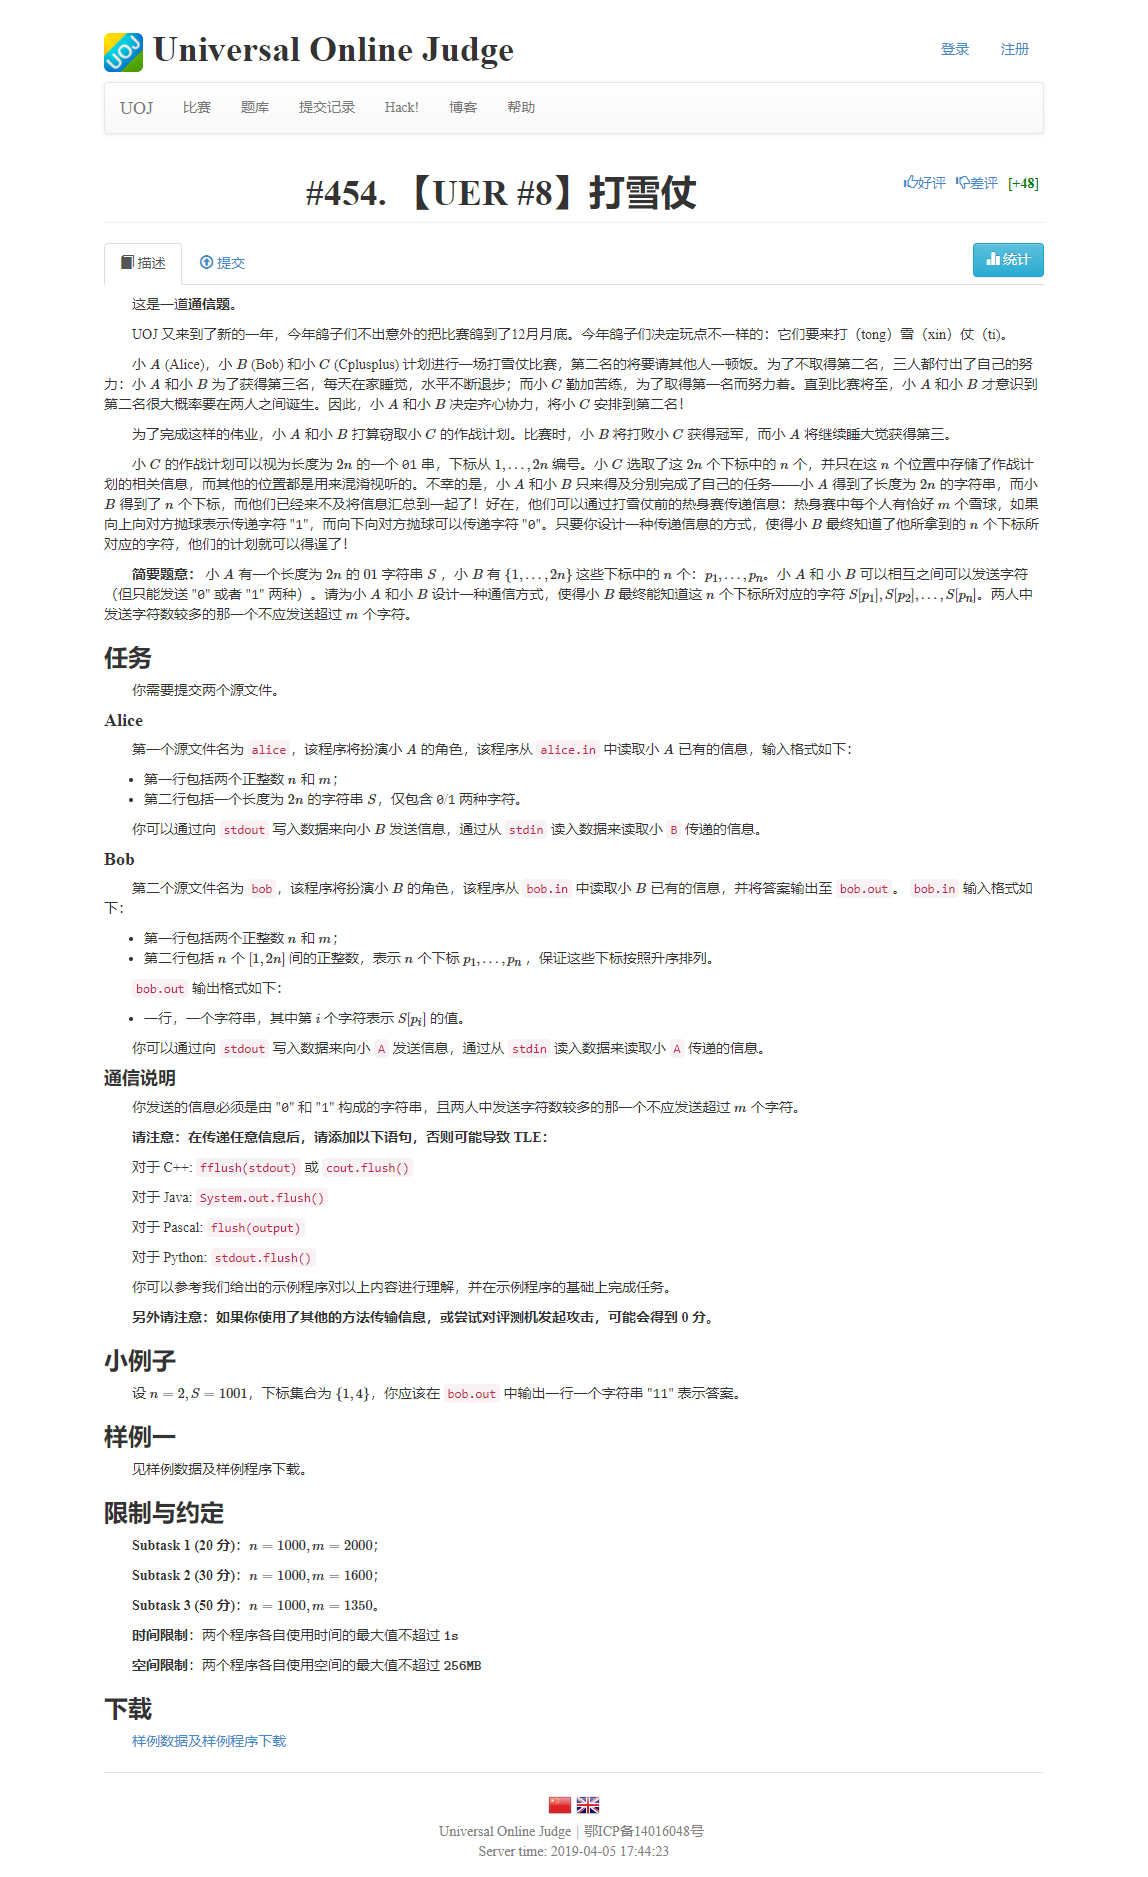 UOJ Universal Online Judge 登录 注册
UOJ 比赛 题库 提交记录 Hack! 博客 帮助
#454. 【UER #8】打雪仗 好评 差评 [+48]
描述 提交 统计
这是一道通信题。
UOJ 又来到了新的一年，今年鸽子们不出意外的把比赛鸽到了12月月底。今年鸽子们决定玩点不一样的：它们要来打（tong）雪（xin）仗（ti)。
小 A (Alice)，小 B (Bob) 和小 C (Cplusplus) 计划进行一场打雪仗比赛，第二名的将要请其他人一顿饭。为了不取得第二名，三人都付出了自己的努
力：小 A 和小 B 为了获得第三名，每天在家睡觉，水平不断退步；而小 C 勤加苦练，为了取得第一名而努力着。直到比赛将至，小 A 和小 B 才意识到
第二名很大概率要在两人之间诞生。因此，小 A 和小 B 决定齐心协力，将小 C 安排到第二名！
为了完成这样的伟业，小 A 和小 B 打算窃取小 C 的作战计划。比赛时，小 B 将打败小 C 获得冠军，而小 A 将继续睡大觉获得第三。
小 C 的作战计划可以视为长度为 2n 的一个 01 串，下标从 1, . . . , 2n 编号。小 C 选取了这 2n 个下标中的 n 个，并只在这 n 个位置中存储了作战计
划的相关信息，而其他的位置都是用来混淆视听的。不幸的是，小 A 和小 B 只来得及分别完成了自己的任务——小 A 得到了长度为 2n 的字符串，而小
B 得到了 n 个下标，而他们已经来不及将信息汇总到一起了！好在，他们可以通过打雪仗前的热身赛传递信息：热身赛中每个人有恰好 m 个雪球，如果
向上向对方抛球表示传递字符 "1"，而向下向对方抛球可以传递字符 "0"。只要你设计一种传递信息的方式，使得小 B 最终知道了他所拿到的 n 个下标所
对应的字符，他们的计划就可以得逞了！
简要题意： 小 A 有一个长度为 2n 的 01 字符串 S ，小 B 有 {1, . . . , 2n} 这些下标中的 n 个：p1, . . . , pn。小 A 和 小 B 可以相互之间可以发送字符
（但只能发送 "0" 或者 "1" 两种）。请为小 A 和小 B 设计一种通信方式，使得小 B 最终能知道这 n 个下标所对应的字符 S[p1], S[p2], . . . , S[pn]。两人中
发送字符数较多的那一个不应发送超过 m 个字符。
任务
你需要提交两个源文件。
Alice
第一个源文件名为 alice ，该程序将扮演小 A 的角色，该程序从 alice.in 中读取小 A 已有的信息，输入格式如下：
• 第一行包括两个正整数 n 和 m；
• 第二行包括一个长度为 2n 的字符串 S，仅包含 0/1 两种字符。
你可以通过向 stdout 写入数据来向小 B 发送信息，通过从 stdin 读入数据来读取小 B 传递的信息。
Bob
第二个源文件名为 bob ，该程序将扮演小 B 的角色，该程序从 bob.in 中读取小 B 已有的信息，并将答案输出至 bob.out 。 bob.in 输入格式如
下：
• 第一行包括两个正整数 n 和 m；
• 第二行包括 n 个 [1, 2n] 间的正整数，表示 n 个下标 p1, . . . , pn ，保证这些下标按照升序排列。
bob.out 输出格式如下：
• 一行，一个字符串，其中第 i 个字符表示 S[pi] 的值。
你可以通过向 stdout 写入数据来向小 A 发送信息，通过从 stdin 读入数据来读取小 A 传递的信息。
通信说明
你发送的信息必须是由 "0" 和 "1" 构成的字符串，且两人中发送字符数较多的那一个不应发送超过 m 个字符。
请注意：在传递任意信息后，请添加以下语句，否则可能导致 TLE：
对于 C++: fflush(stdout) 或 cout.flush()
对于 Java: System.out.flush()
对于 Pascal: flush(output)
对于 Python: stdout.flush()
你可以参考我们给出的示例程序对以上内容进行理解，并在示例程序的基础上完成任务。
另外请注意：如果你使用了其他的方法传输信息，或尝试对评测机发起攻击，可能会得到 0 分。
小例子
设 n = 2, S = 1001，下标集合为 {1, 4}，你应该在 bob.out 中输出一行一个字符串 "11" 表示答案。
样例一
见样例数据及样例程序下载。
限制与约定
Subtask 1 (20 分)：n = 1000, m = 2000；
Subtask 2 (30 分)：n = 1000, m = 1600；
Subtask 3 (50 分)：n = 1000, m = 1350。
时间限制：两个程序各自使用时间的最大值不超过 1s
空间限制：两个程序各自使用空间的最大值不超过 256MB
下载
样例数据及样例程序下载
Universal Online Judge | 鄂ICP备14016048号
Server time: 2019-04-05 17:44:23